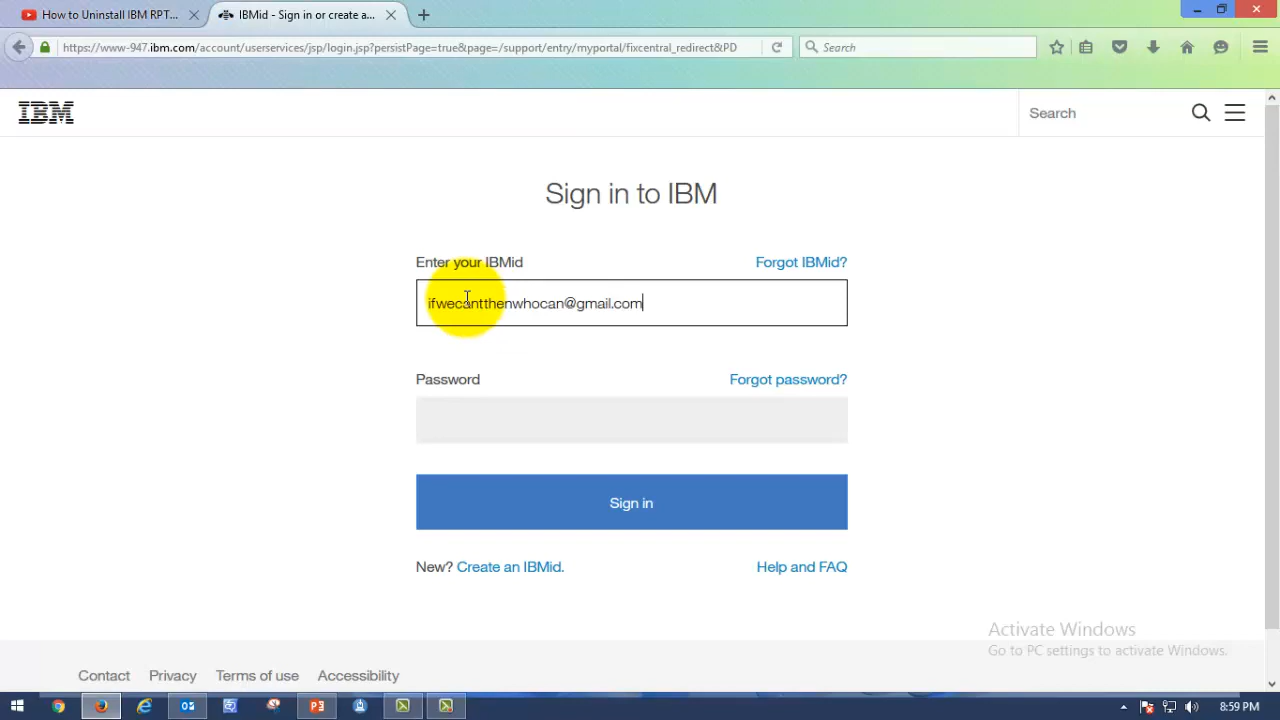 How to Uninstall IBM RPT...
IBMid - Sign in or create a...
https://www-947.ibm.com/account/userservices/jsp/login.jsp?persistPage=true&page=/support/entry/myportal/fixcentral_redirect&PD
Search
IBM
Search
Sign in to IBM
Enter your IBMid
Forgot IBMid?
ifwecantthenwhocan@gmail.com
Password
Forgot password?
Sign in
New? Create an IBMid.
Help and FAQ
Activate Windows
Go to PC settings to activate Windows.
Contact
Privacy
Terms of use
Accessibility
8:59 PM